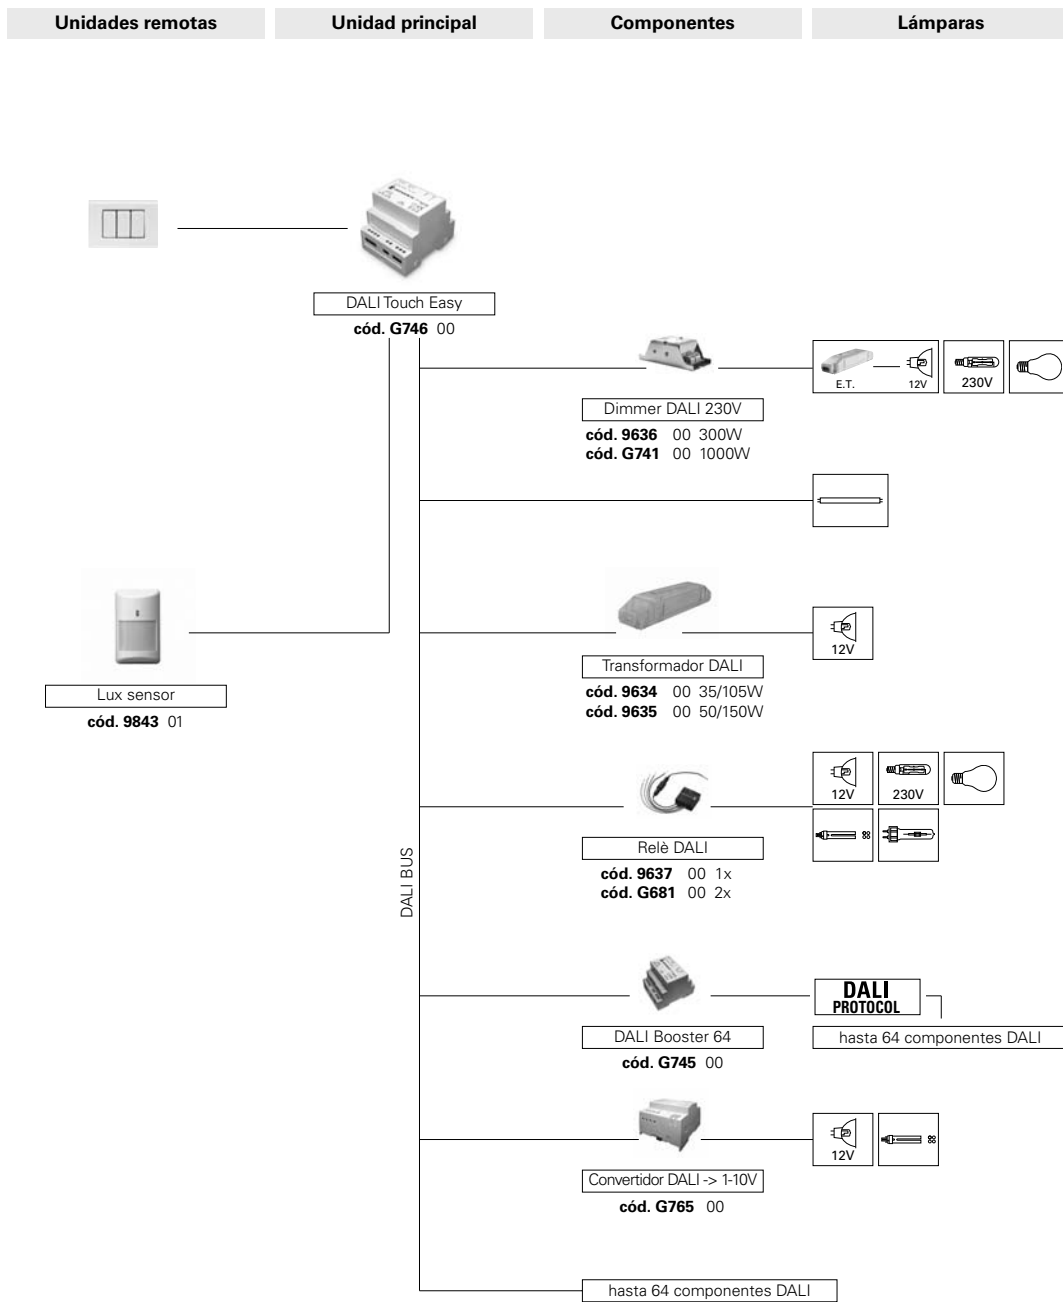 Unidades remotas
Unidad principal
Componentes
Lámparas
DALI Touch Easy
cód. G746 00
E.T.
12V
230V
Dimmer DALI 230V
cód. 9636 00 300W
cód. G741 00 1000W
12V
Transformador DALI
cód. 9634 00 35/105W
cód. 9635 00 50/150W
Lux sensor
cód. 9843 01
12V
230V
Relè DALI
cód. 9637 00 1x
cód. G681 00 2x
DALI BUS
DALI
PROTOCOL
DALI Booster 64
hasta 64 componentes DALI
cód. G745 00
12V
Convertidor DALI -> 1-10V
cód. G765 00
hasta 64 componentes DALI